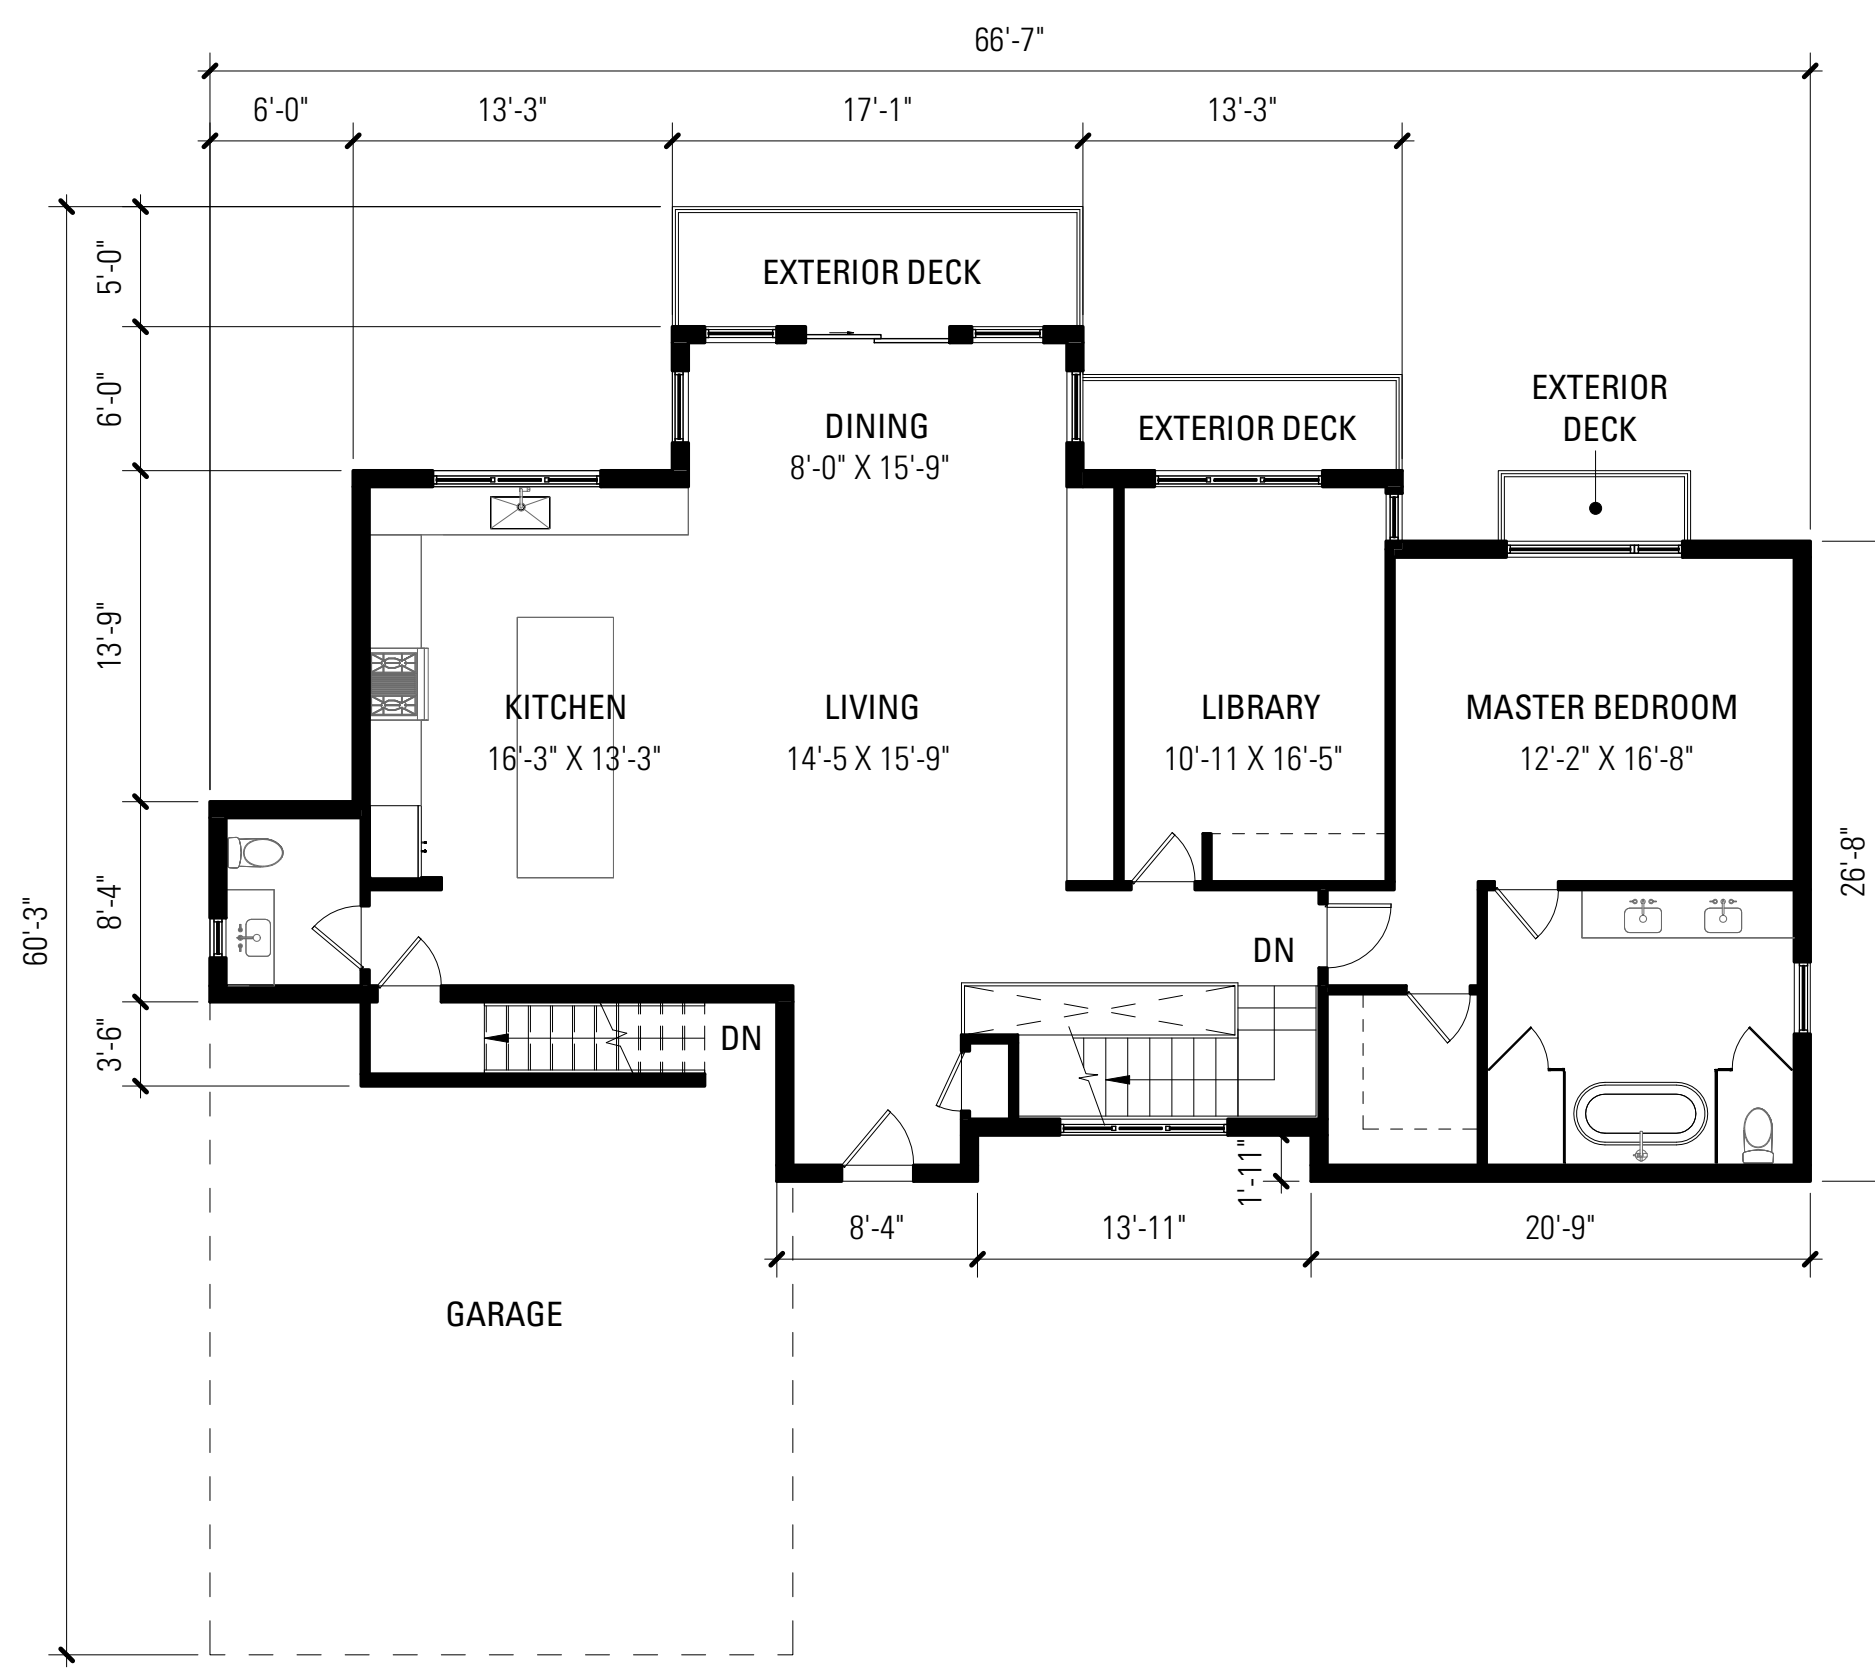 66'-7"
6'-0"
13'-3"
17'-1"
13'-3"
5'-0"
6'-0"
13'-9"
8'-4"
3'-6"
60'-3"
EXTERIOR DECK
DINING
8'-0" X 15'-9"
EXTERIOR DECK
EXTERIOR
DECK
KITCHEN
16'-3" X 13'-3"
LIVING
14'-5 X 15'-9"
LIBRARY
10'-11 X 16'-5"
MASTER BEDROOM
12'-2" X 16'-8"
26'-8"
DN
DN
1'-11"
8'-4"
13'-11"
20'-9"
GARAGE